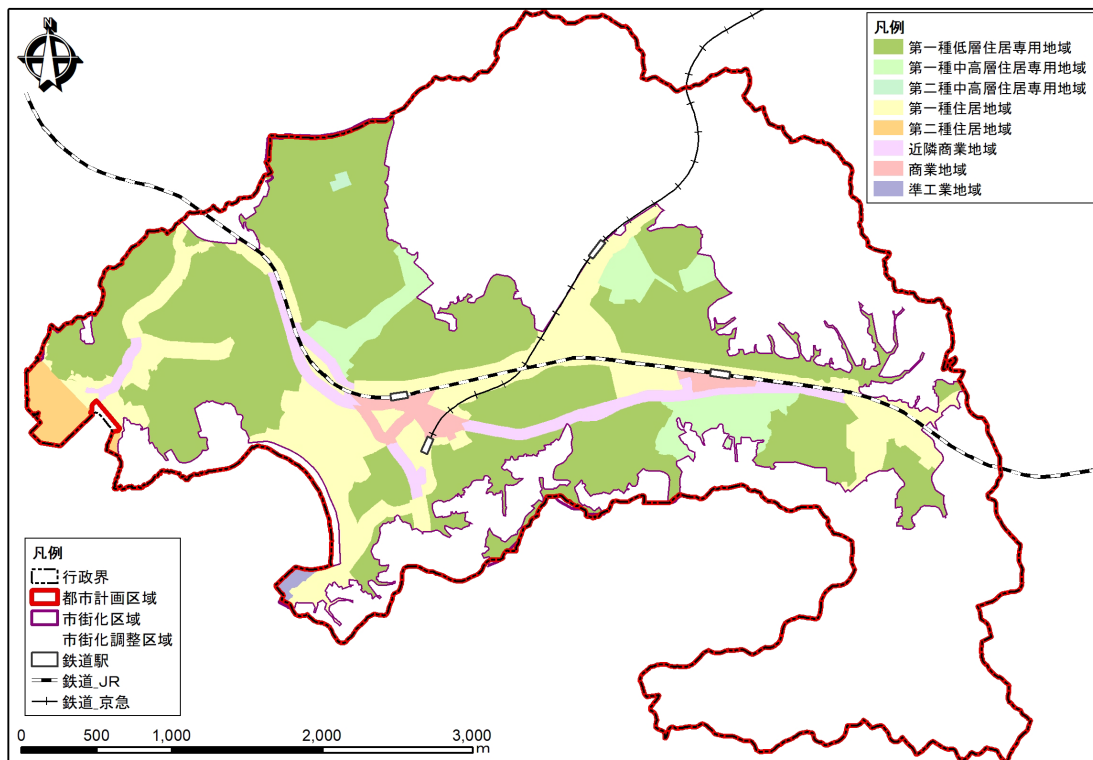 N
凡例
第一種低層住居専用地域
第一種中高層住居専用地域
第二種中高層住居専用地域
第一種住居地域
第二種住居地域
近隣商業地域
商業地域
準工業地域
凡例
行政界
都市計画区域
市街化区域
市街化調整区域
鉄道駅
鉄道_JR
鉄道_京急
0 500 1,000 2,000 3,000
m